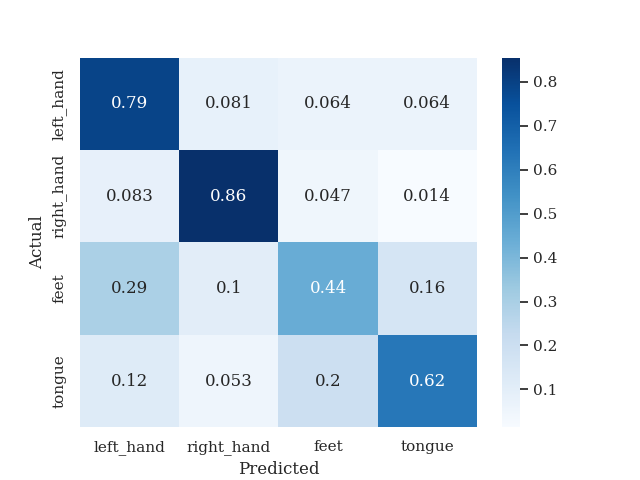 left_hand 0.79 0.081 0.064 0.064
right_hand 0.083 0.86 0.047 0.014
feet 0.29 0.1 0.44 0.16
tongue 0.12 0.053 0.2 0.62
Actual
left_hand right_hand feet tongue
Predicted
0.8
0.7
0.6
0.5
0.4
0.3
0.2
0.1